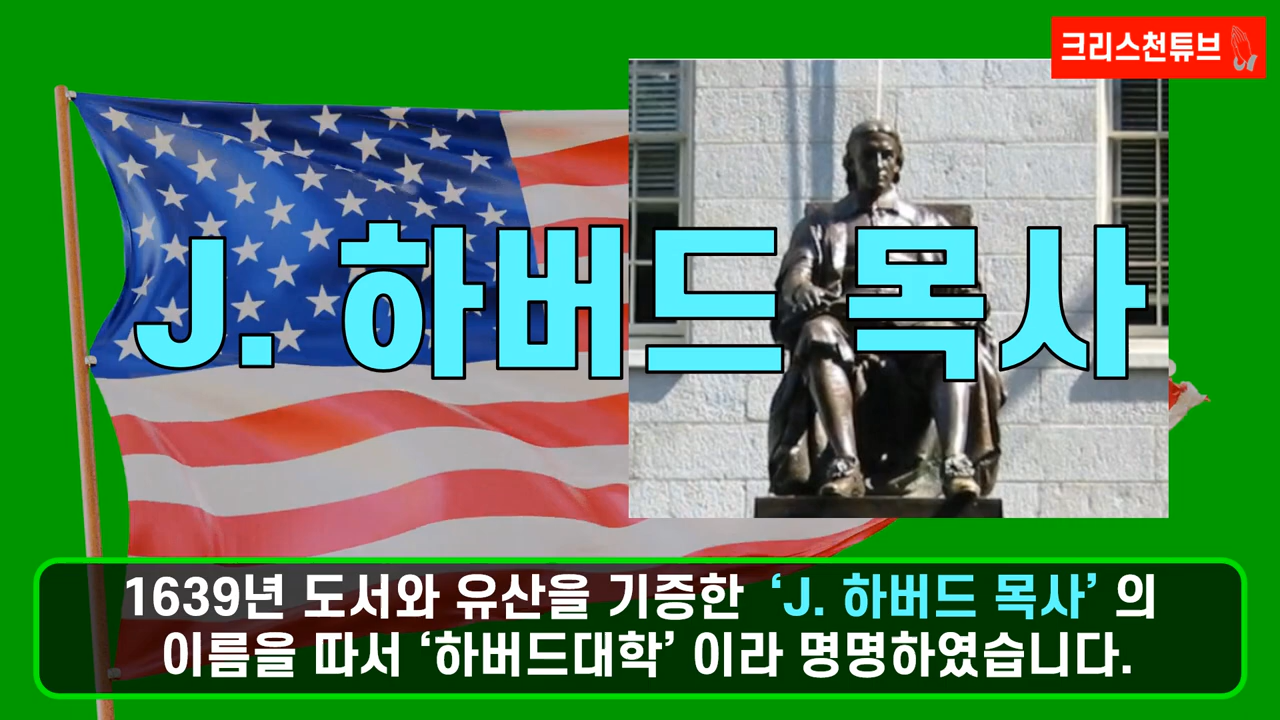 크리스천튜브
J. 하버드 목사
1639년 도서와 유산을 기증한 ‘J. 하버드 목사’ 의
이름을 따서 ‘하버드대학’ 이라 명명하였습니다.